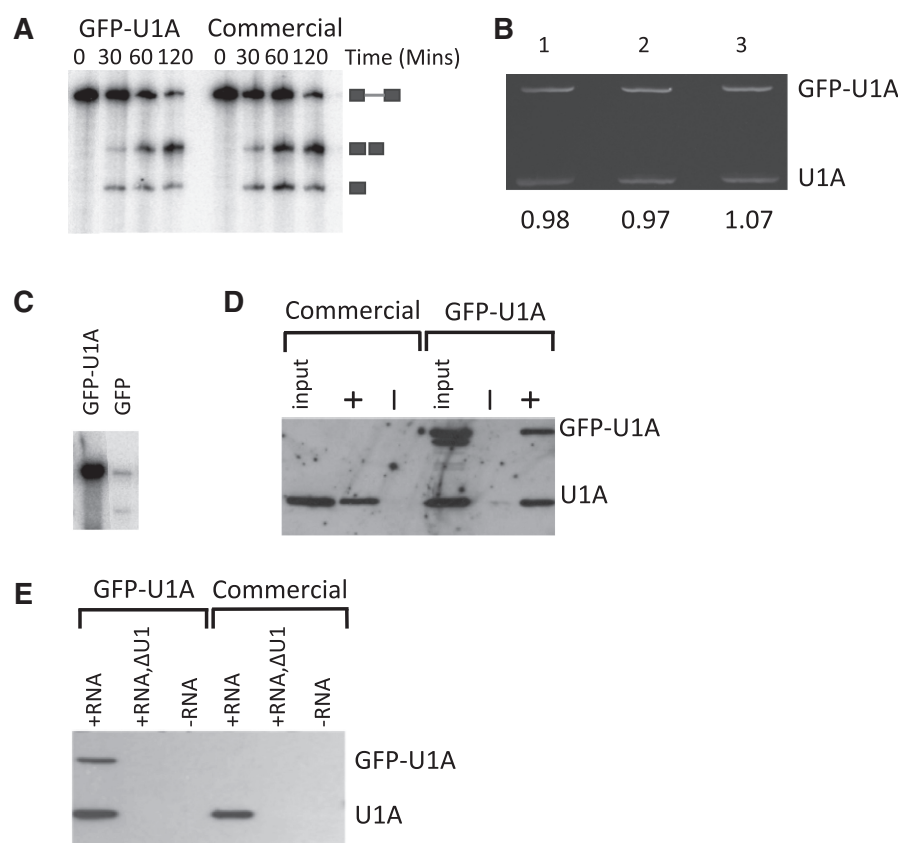 A
GFP-U1A Commercial
0 30 60 120 0 30 60 120 Time (Mins)
B
1 2 3
GFP-U1A
U1A
0.98 0.97 1.07
C
GFP-U1A
GFP
D
Commercial GFP-U1A
input + – input – +
GFP-U1A
U1A
E
GFP-U1A Commercial
+RNA +RNA,ΔU1 -RNA +RNA +RNA,ΔU1 -RNA
GFP-U1A
U1A